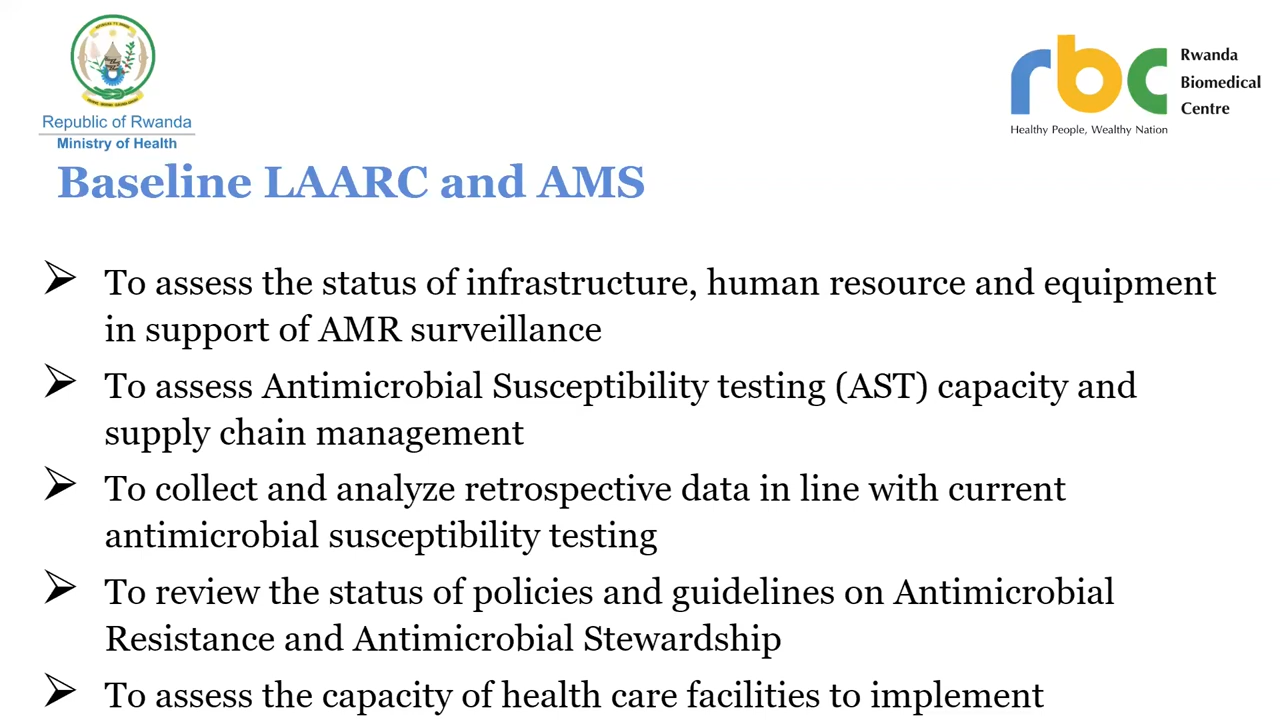 Republic of Rwanda
Ministry of Health
rbc
Rwanda
Biomedical
Centre
Healthy People, Wealthy Nation
Baseline LAARC and AMS
➢ To assess the status of infrastructure, human resource and equipment
in support of AMR surveillance
➢ To assess Antimicrobial Susceptibility testing (AST) capacity and
supply chain management
➢ To collect and analyze retrospective data in line with current
antimicrobial susceptibility testing
➢ To review the status of policies and guidelines on Antimicrobial
Resistance and Antimicrobial Stewardship
➢ To assess the capacity of health care facilities to implement